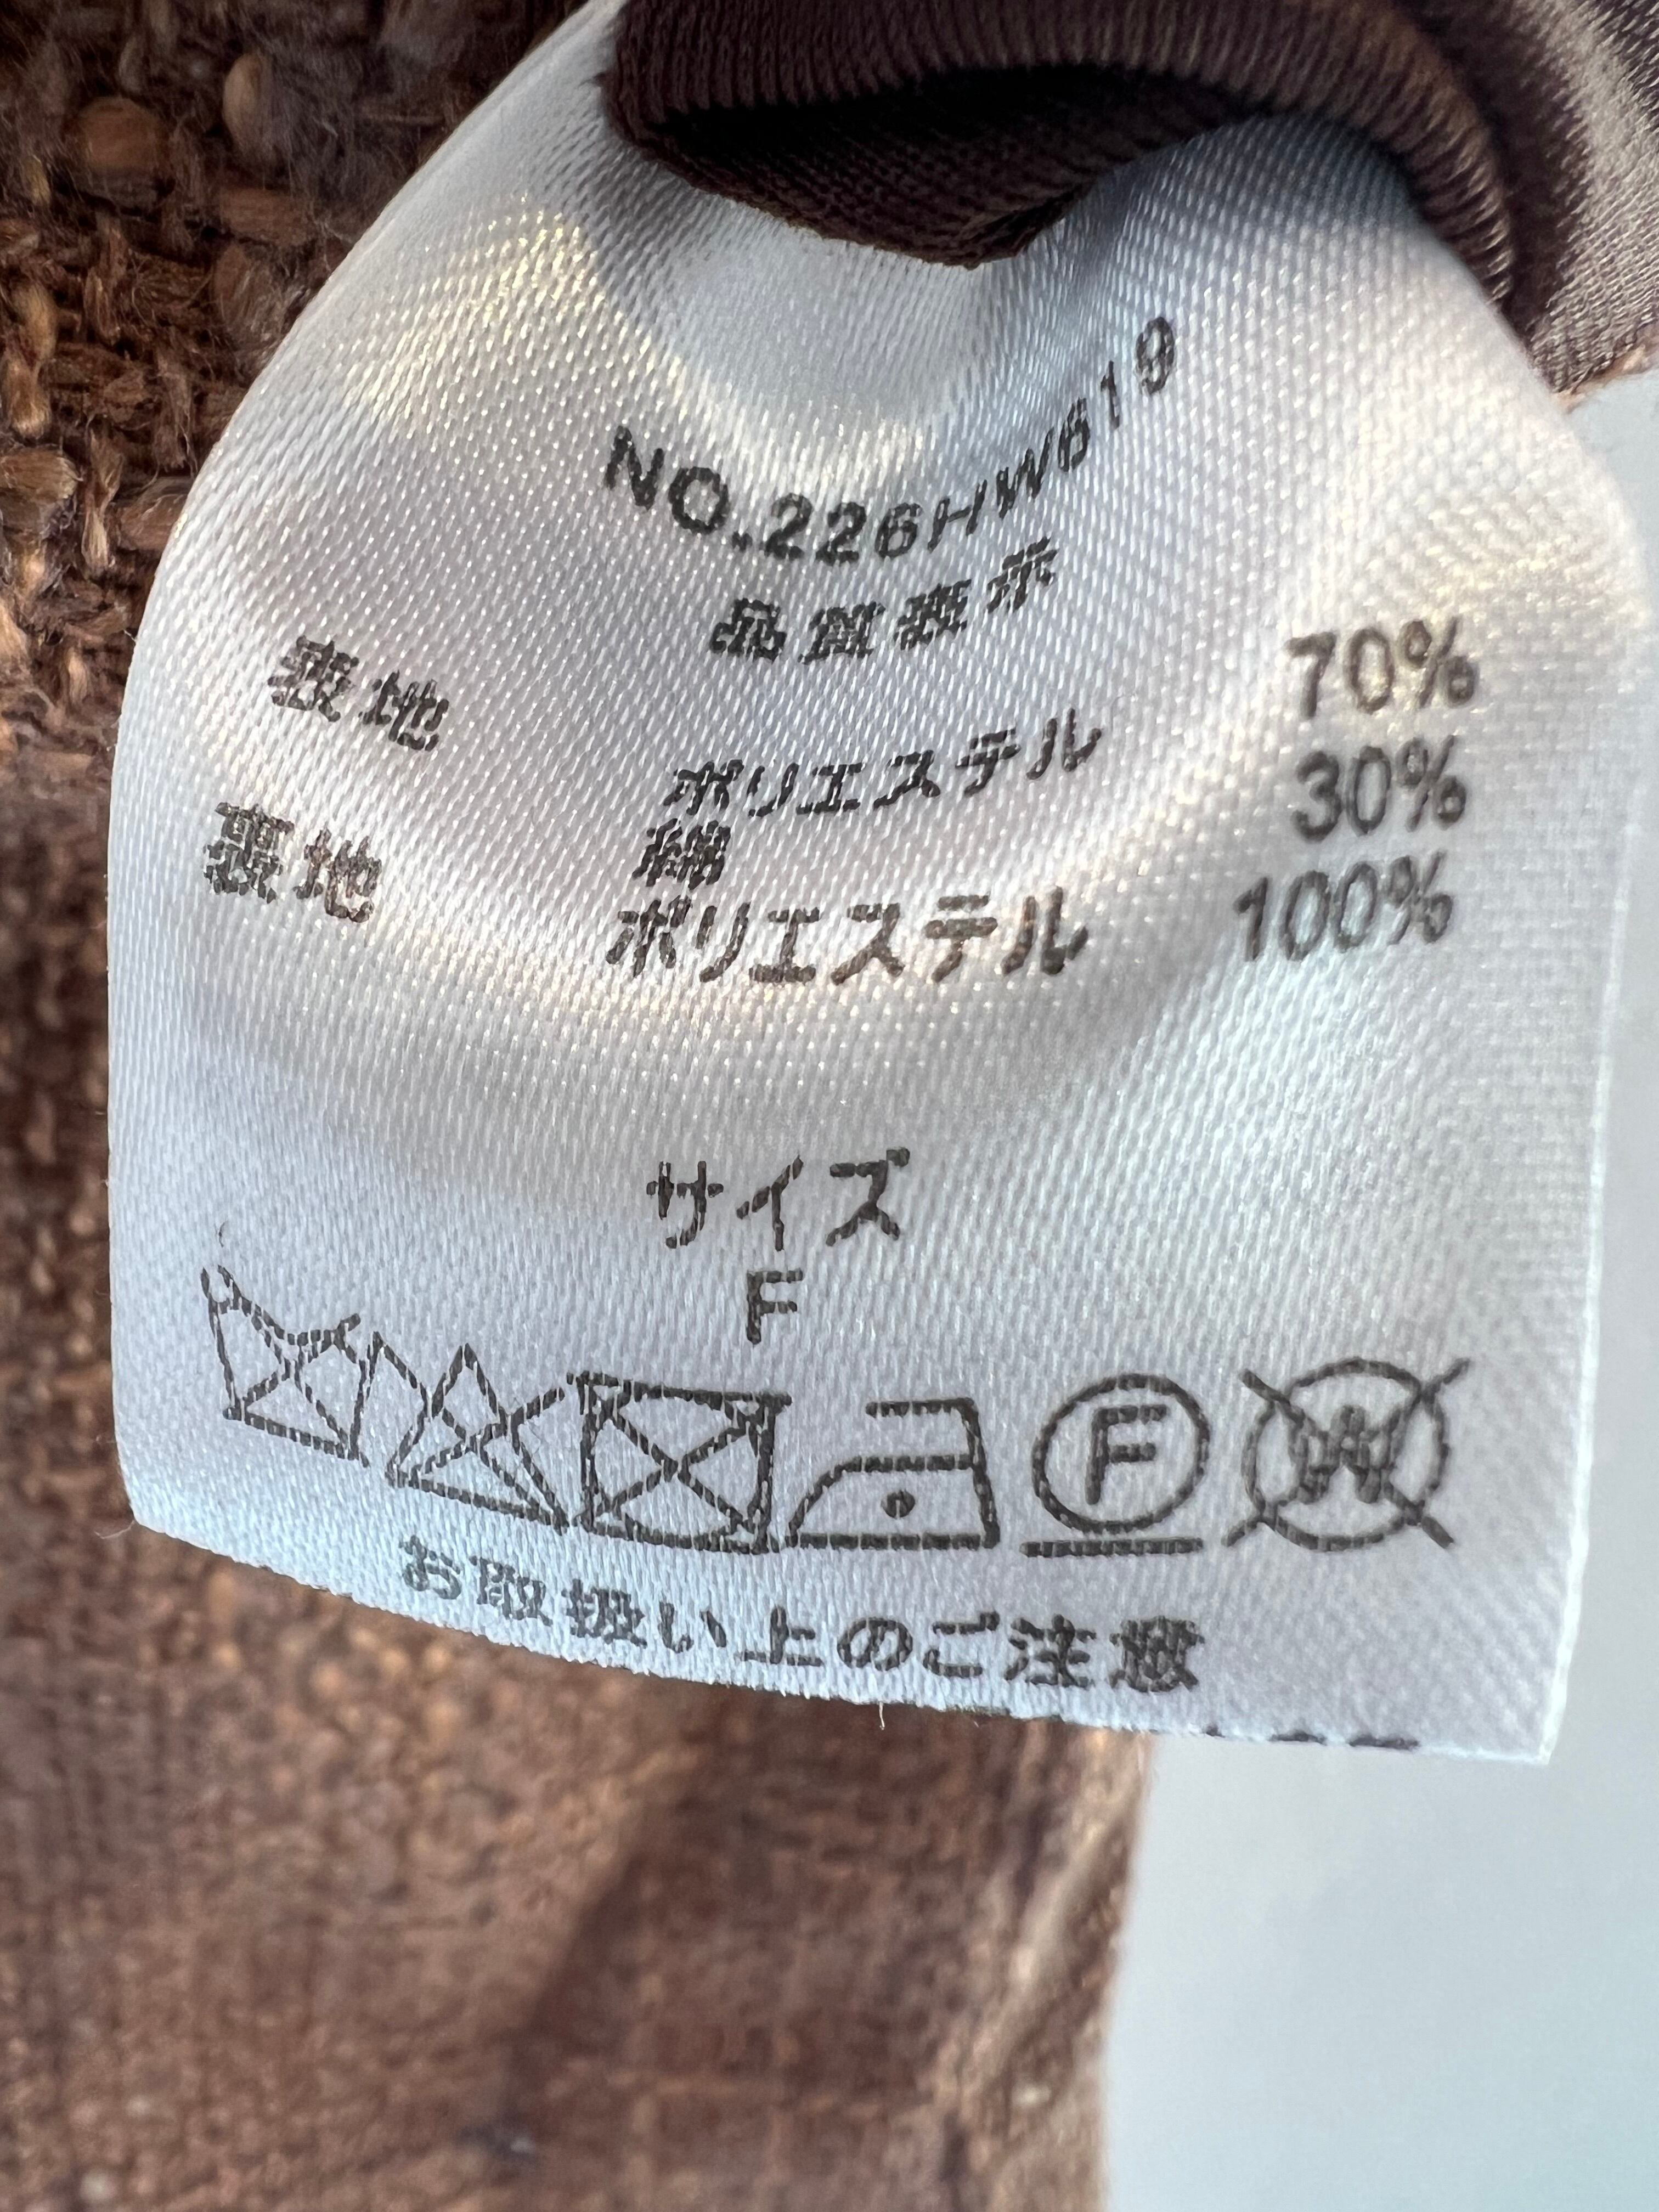 NO.226HW619
品質表示
表地 ポリエステル 70%
綿 30%
裏地 ポリエステル 100%
サイズ
F
F W
お取扱い上のご注意